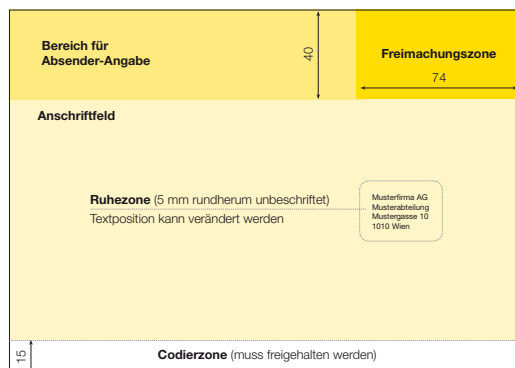 Bereich für
Absender-Angabe
40
Freimachungszone
74
Anschriftfeld
Ruhezone (5 mm rundherum unbeschriftet)
Textposition kann verändert werden
Musterfirma AG
Musterabteilung
Mustergasse 10
1010 Wien
15
Codierzone (muss freigehalten werden)